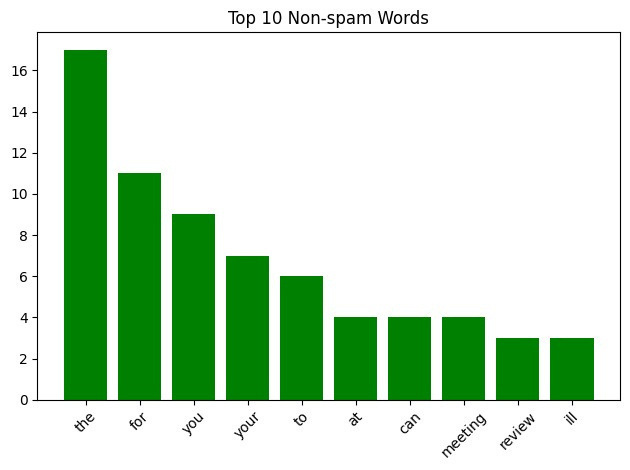 Top 10 Non-spam Words
16
14
12
10
8
6
4
2
0
the
for
you
your
to
at
can
meeting
review
ill